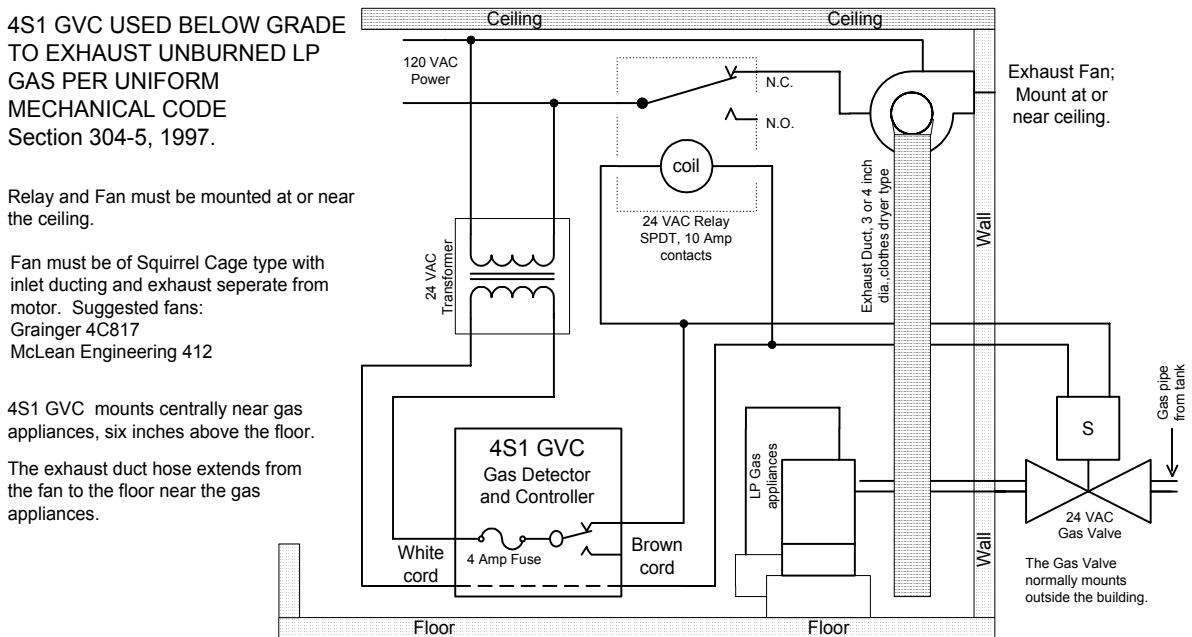 4S1 GVC USED BELOW GRADE
TO EXHAUST UNBURNED LP
GAS PER UNIFORM
MECHANICAL CODE
Section 304-5, 1997.
Relay and Fan must be mounted at or near
the ceiling.
Fan must be of Squirrel Cage type with
inlet ducting and exhaust seperate from
motor. Suggested fans:
Grainger 4C817
McLean Engineering 412
4S1 GVC mounts centrally near gas
appliances, six inches above the floor.
The exhaust duct hose extends from
the fan to the floor near the gas
appliances.
Ceiling
Ceiling
120 VAC
Power
N.C.
N.O.
coil
24 VAC Relay
SPDT, 10 Amp
contacts
24 VAC
Transformer
Exhaust Duct, 3 or 4 inch
dia.,clothes dryer type
Wall
Exhaust Fan;
Mount at or
near ceiling.
4S1 GVC
Gas Detector
and Controller
4 Amp Fuse
White
cord
Brown
cord
LP Gas
appliances
S
Gas pipe
from tank
24 VAC
Gas Valve
The Gas Valve
normally mounts
outside the building.
Wall
Floor
Floor